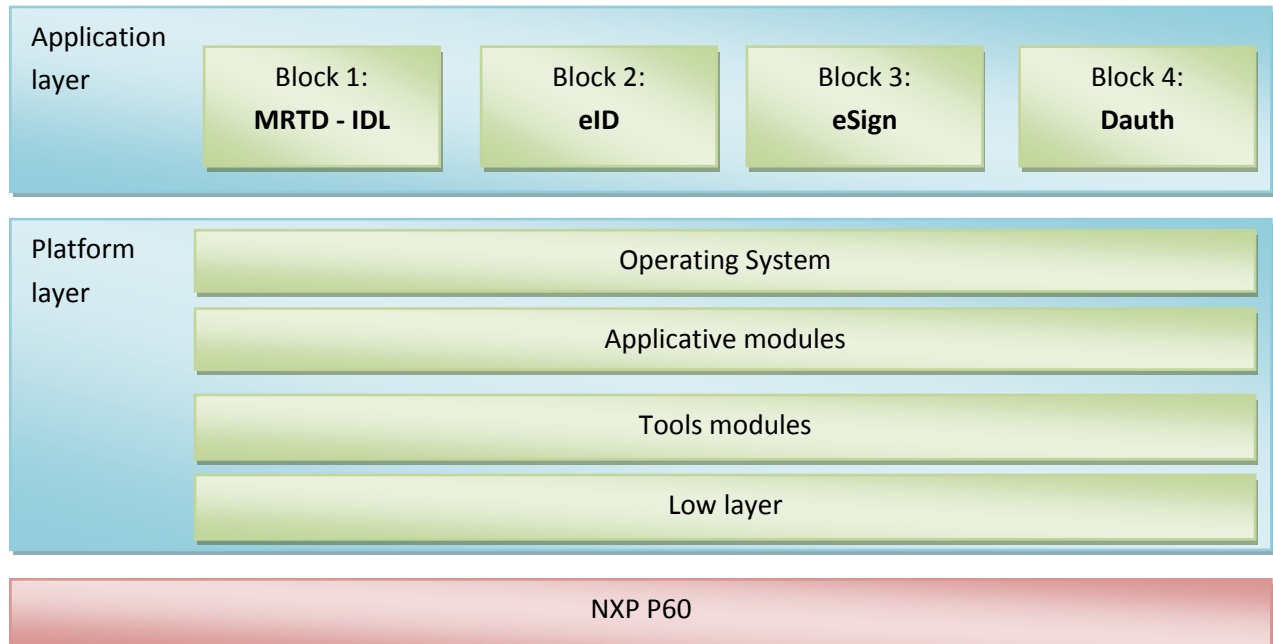 Application
layer
Block 1:
MRTD - IDL
Block 2:
eID
Block 3:
eSign
Block 4:
Dauth
Platform
layer
Operating System
Applicative modules
Tools modules
Low layer
NXP P60